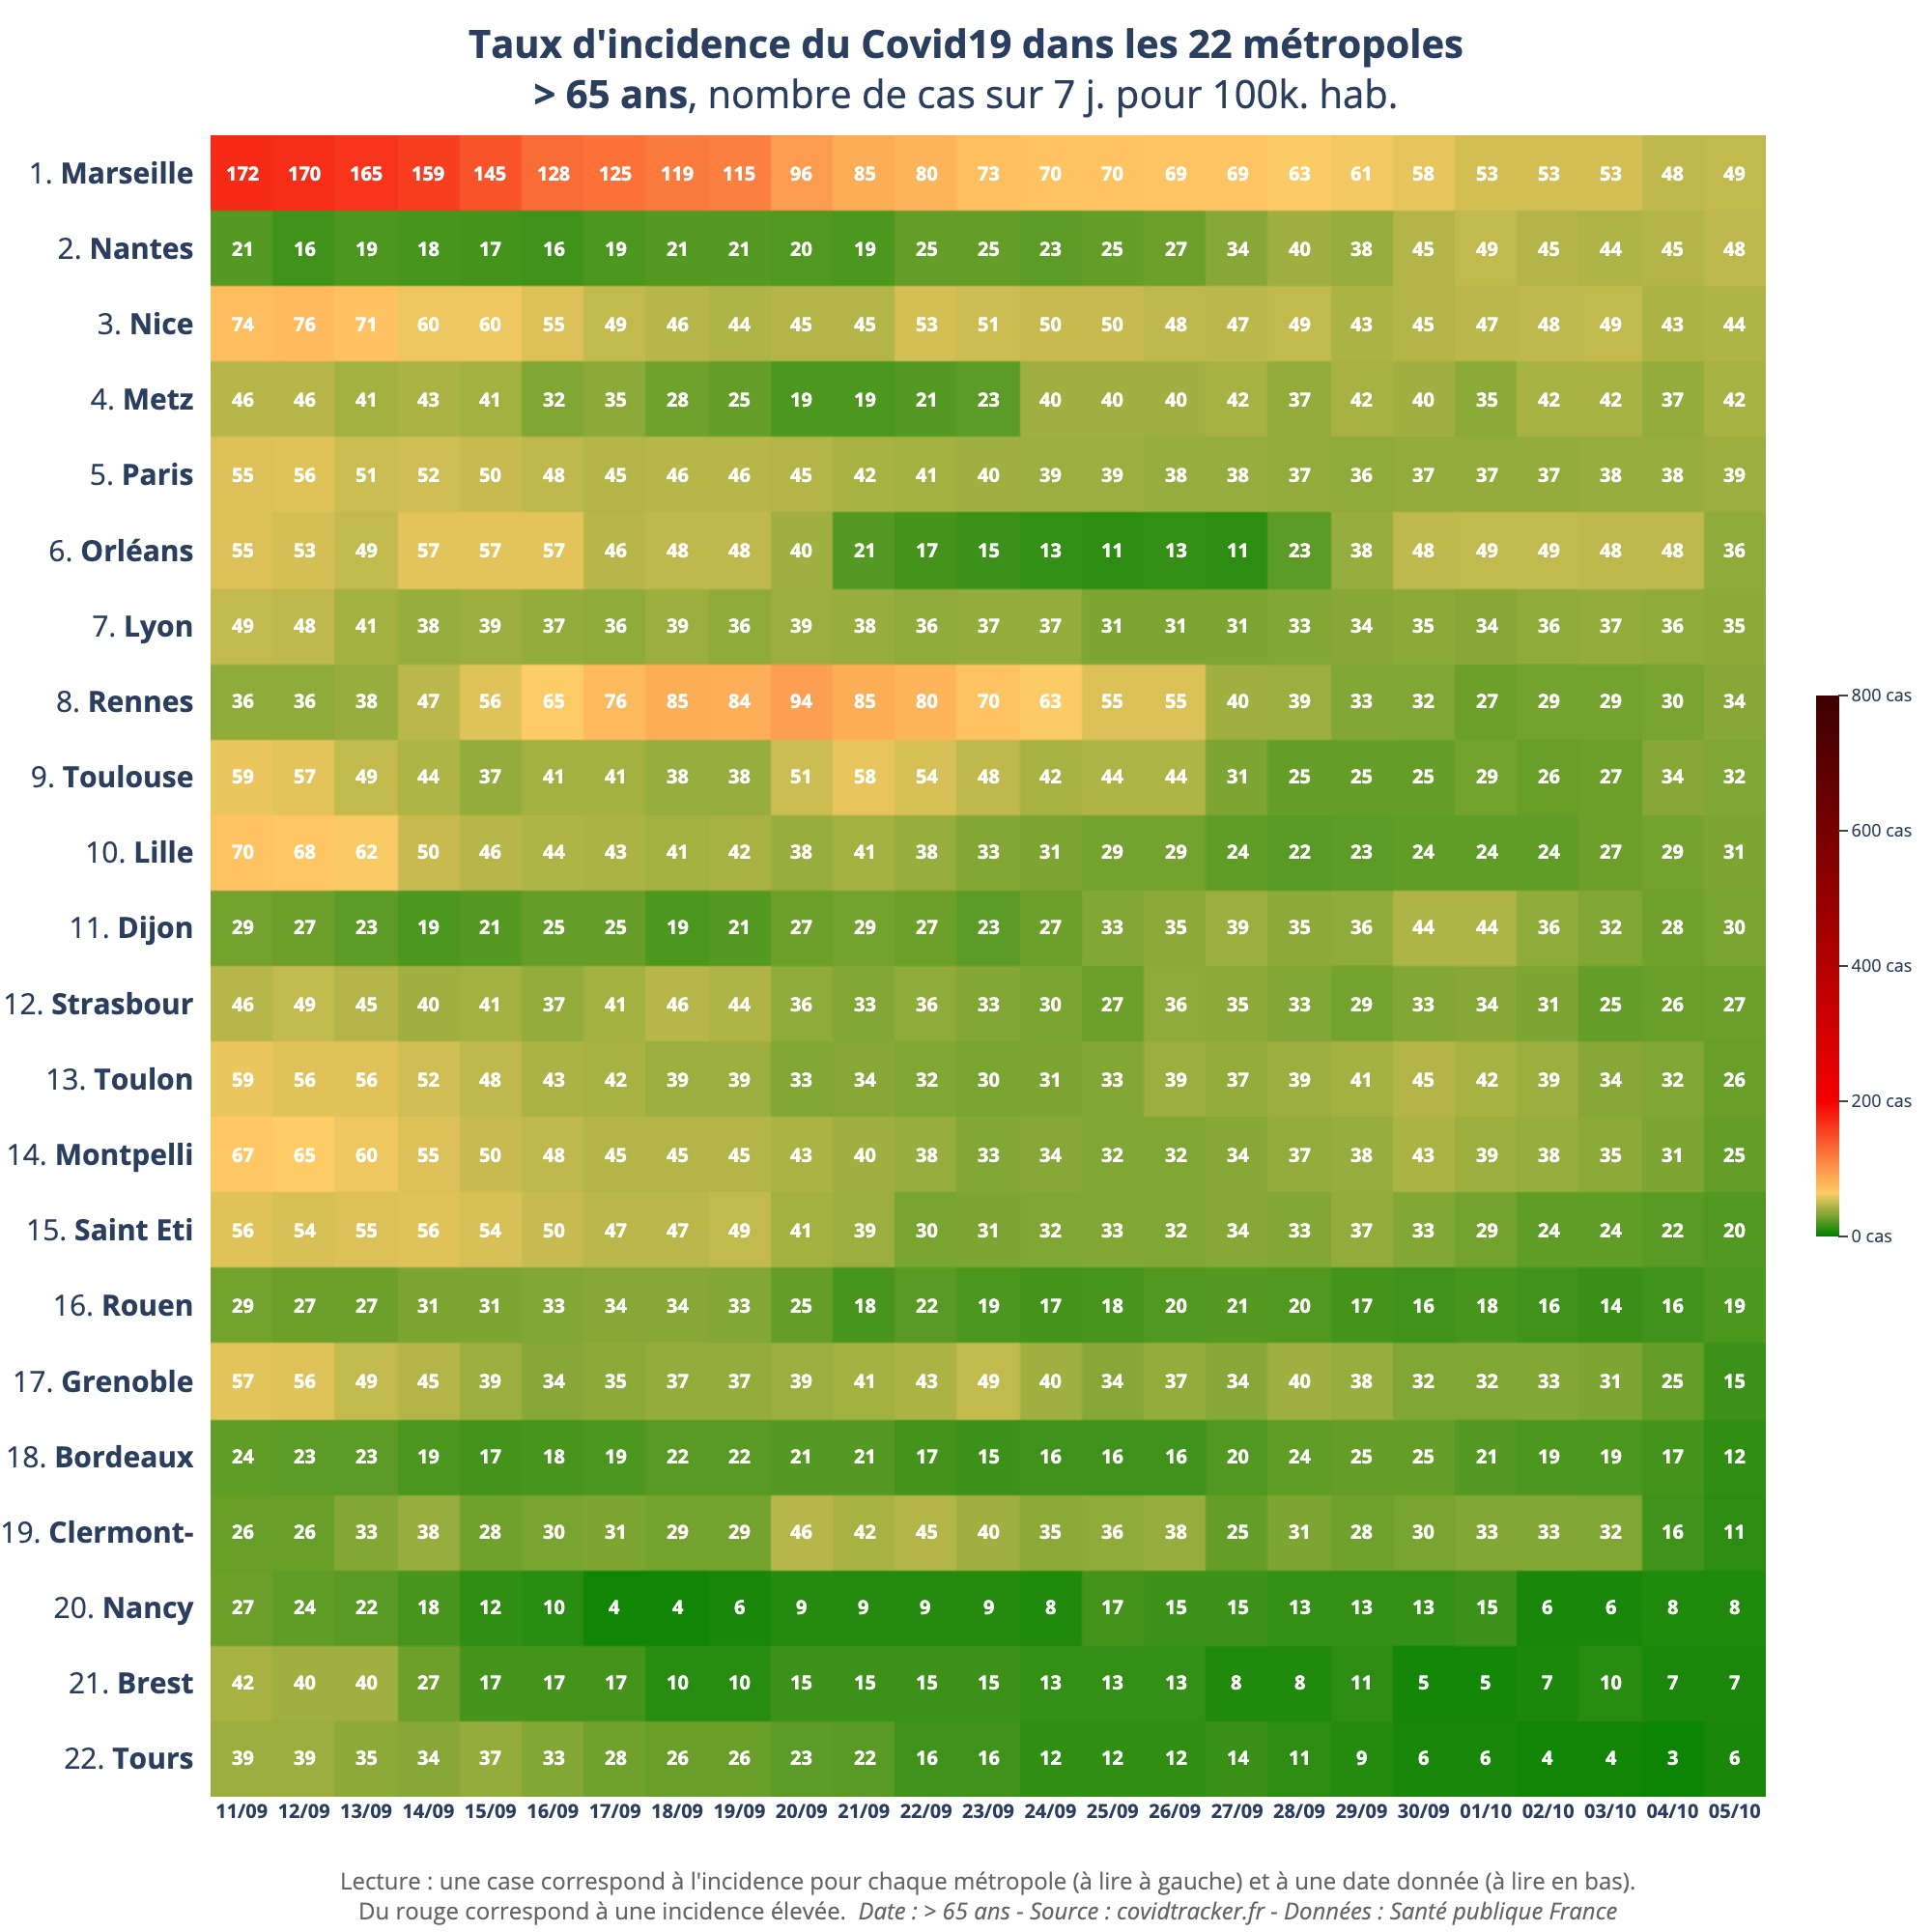 Taux d'incidence du Covid19 dans les 22 métropoles
> 65 ans, nombre de cas sur 7 j. pour 100k. hab.
1. Marseille 172 170 165 159 145 128 125 119 115 96 85 80 73 70 70 69 69 63 61 58 53 53 53 48 49
2. Nantes 21 16 19 18 17 16 19 21 21 20 19 25 25 23 25 27 34 40 38 45 49 45 44 45 48
3. Nice 74 76 71 60 60 55 49 46 44 45 45 53 51 50 50 48 47 49 43 45 47 48 49 43 44
4. Metz 46 46 41 43 41 32 35 28 25 19 19 21 23 40 40 40 42 37 42 40 35 42 42 37 42
5. Paris 55 56 51 52 50 48 45 46 46 45 42 41 40 39 39 38 38 37 36 37 37 37 38 38 39
6. Orléans 55 53 49 57 57 57 46 48 48 40 21 17 15 13 11 13 11 23 38 48 49 49 48 48 36
7. Lyon 49 48 41 38 39 37 36 39 36 39 38 36 37 37 31 31 31 33 34 35 34 36 37 36 35
8. Rennes 36 36 38 47 56 65 76 85 84 94 85 80 70 63 55 55 40 39 33 32 27 29 29 30 34
9. Toulouse 59 57 49 44 37 41 41 38 38 51 58 54 48 42 44 44 31 25 25 25 29 26 27 34 32
10. Lille 70 68 62 50 46 44 43 41 42 38 41 38 33 31 29 29 24 22 23 24 24 24 27 29 31
11. Dijon 29 27 23 19 21 25 25 19 21 27 29 27 23 27 33 35 39 35 36 44 44 36 32 28 30
12. Strasbour 46 49 45 40 41 37 41 46 44 36 33 36 33 30 27 36 35 33 29 33 34 31 25 26 27
13. Toulon 59 56 56 52 48 43 42 39 39 33 34 32 30 31 33 39 37 39 41 45 42 39 34 32 26
14. Montpelli 67 65 60 55 50 48 45 45 45 43 40 38 33 34 32 32 34 37 38 43 39 38 35 31 25
15. Saint Eti 56 54 55 56 54 50 47 47 49 41 39 30 31 32 33 32 34 33 37 33 29 24 24 22 20
16. Rouen 29 27 27 31 31 33 34 34 33 25 18 22 19 17 18 20 21 20 17 16 18 16 14 16 19
17. Grenoble 57 56 49 45 39 34 35 37 37 39 41 43 49 40 34 37 34 40 38 32 32 33 31 25 15
18. Bordeaux 24 23 23 19 17 18 19 22 22 21 21 17 15 16 16 16 20 24 25 25 21 19 19 17 12
19. Clermont- 26 26 33 38 28 30 31 29 29 46 42 45 40 35 36 38 25 31 28 30 33 33 32 16 11
20. Nancy 27 24 22 18 12 10 4 4 6 9 9 9 9 8 17 15 15 13 13 13 15 6 6 8 8
21. Brest 42 40 40 27 17 17 17 10 10 15 15 15 15 13 13 13 8 8 11 5 5 7 10 7 7
22. Tours 39 39 35 34 37 33 28 26 26 23 22 16 16 12 12 12 14 11 9 6 6 4 4 3 6
11/09 12/09 13/09 14/09 15/09 16/09 17/09 18/09 19/09 20/09 21/09 22/09 23/09 24/09 25/09 26/09 27/09 28/09 29/09 30/09 01/10 02/10 03/10 04/10 05/10
800 cas
600 cas
400 cas
200 cas
0 cas
Lecture : une case correspond à l'incidence pour chaque métropole (à lire à gauche) et à une date donnée (à lire en bas).
Du rouge correspond à une incidence élevée. Date : > 65 ans - Source : covidtracker.fr - Données : Santé publique France